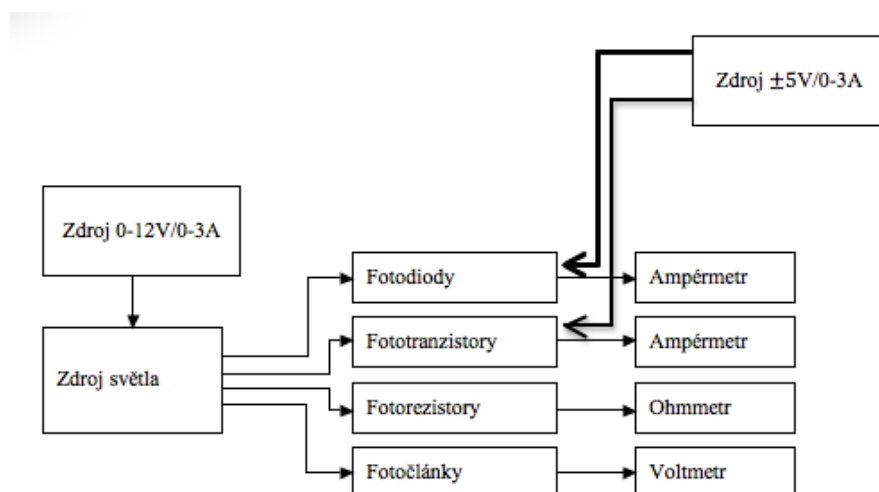 Zdroj ±5V/0-3A
Zdroj 0-12V/0-3A
Fotodiody
Ampérmetr
Fototranzistory
Ampérmetr
Zdroj světla
Fotorezistory
Ohmmetr
Fotočlánky
Voltmetr